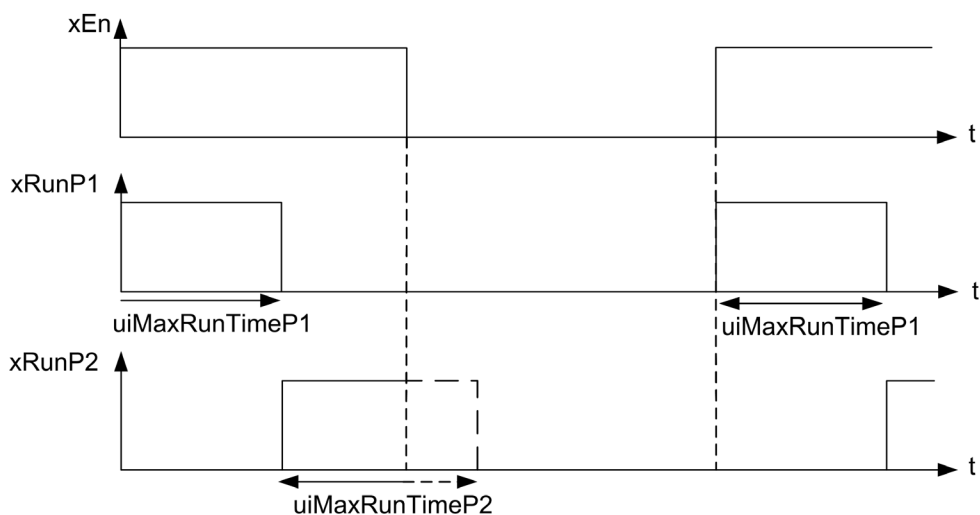 xEn
t
xRunP1
t
uiMaxRunTimeP1 uiMaxRunTimeP1
xRunP2
t
uiMaxRunTimeP2